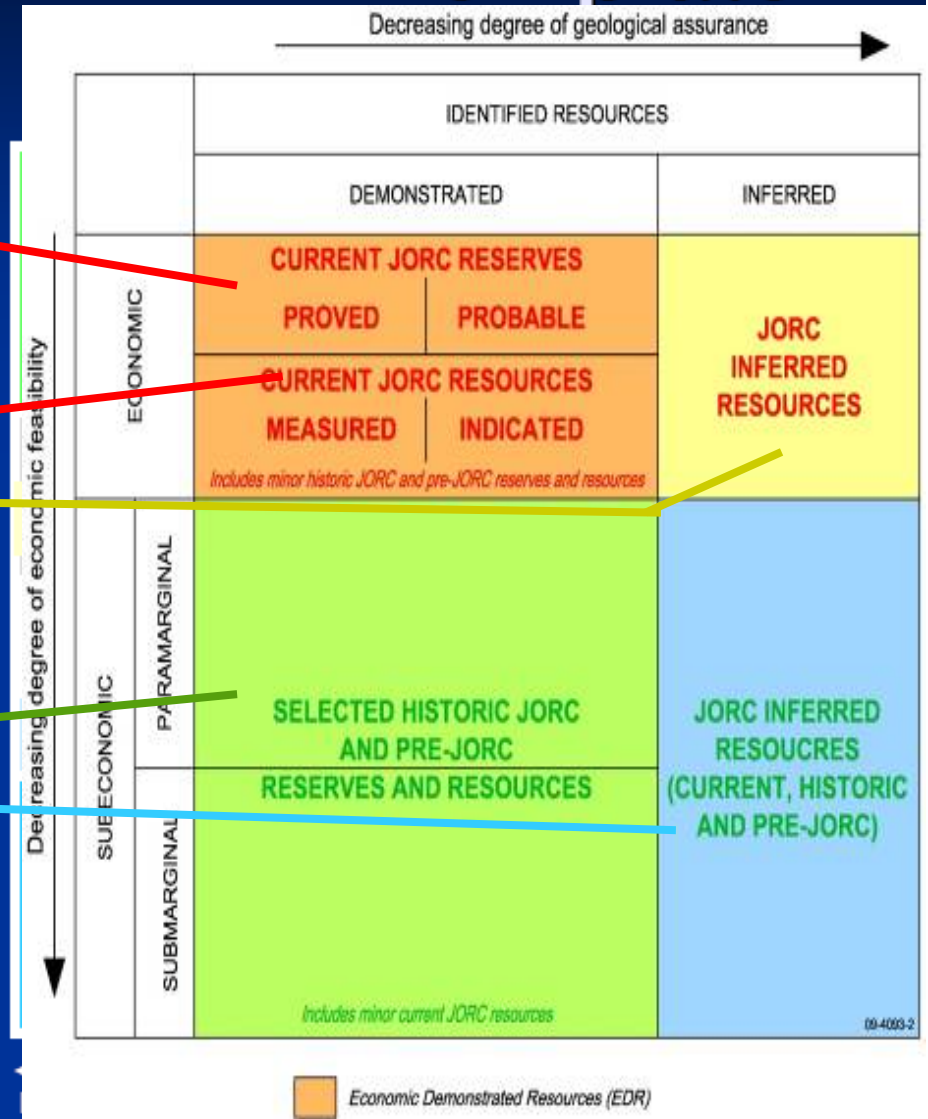 Decreasing degree of geological assurance
IDENTIFIED RESOURCES
DEMONSTRATED
INFERRED
Decreasing degree of economic feasibility
ECONOMIC
CURRENT JORC RESERVES
PROVED
PROBABLE
CURRENT JORC RESOURCES
MEASURED
INDICATED
Includes minor historic JORC and pre-JORC reserves and resources
JORC
INFERRED
RESOURCES
SUBECONOMIC
PARAMARGINAL
SUBMARGINAL
SELECTED HISTORIC JORC
AND PRE-JORC
RESERVES AND RESOURCES
Includes minor current JORC resources
JORC INFERRED
RESOUCRES
(CURRENT, HISTORIC
AND PRE-JORC)
09-4093-2
Economic Demonstrated Resources (EDR)